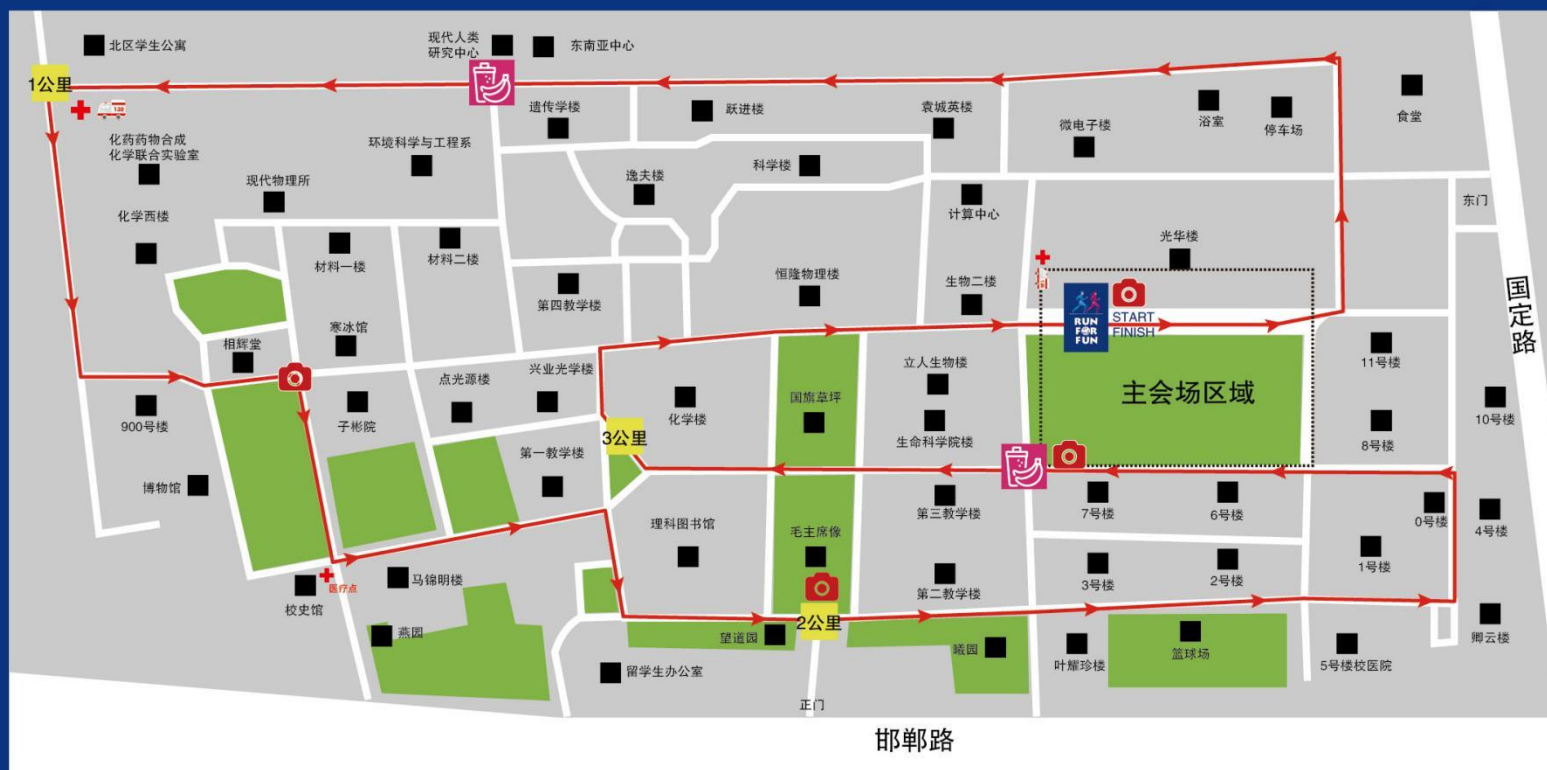 北区学生公寓
现代人类
研究中心
东南亚中心
1公里
120
化药药物合成
化学联合实验室
环境科学与工程系
遗传学楼
跃进楼
袁城英楼
微电子楼
浴室
停车场
食堂
现代物理所
逸夫楼
科学楼
计算中心
东门
化学西楼
材料一楼
材料二楼
第四教学楼
恒隆物理楼
生物二楼
光华楼
国定路
RUN
FOR
FUN
START
FINISH
相辉堂
寒冰馆
点光源楼
兴业光学楼
化学楼
国旗草坪
立人生物楼
主会场区域
11号楼
900号楼
子彬院
3公里
生命科学院楼
8号楼
10号楼
博物馆
第一教学楼
理科图书馆
毛主席像
第三教学楼
7号楼
6号楼
0号楼
4号楼
校史馆
医疗点
马锦明楼
第二教学楼
3号楼
2号楼
1号楼
燕园
望道园
2公里
曦园
叶耀珍楼
篮球场
5号楼校医院
卿云楼
留学生办公室
正门
邯郸路